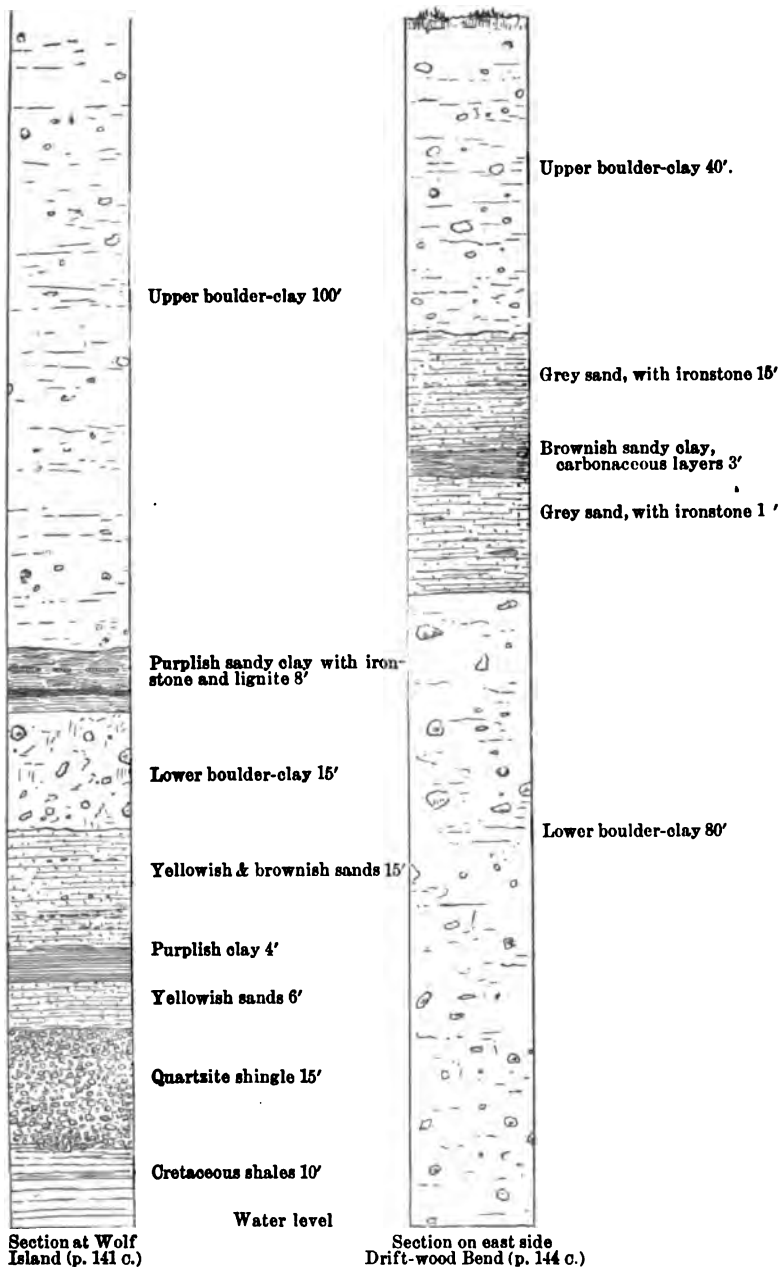 Upper boulder-clay 100′
Purplish sandy clay with iron-
stone and lignite 8′
Lower boulder-clay 15′
Yellowish & brownish sands 15′
Purplish clay 4′
Yellowish sands 6′
Quartzite shingle 15′
Cretaceous shales 10′
Water level
Section at Wolf
Island (p. 141 c.)
Upper boulder-clay 40′.
Grey sand, with ironstone 15′
Brownish sandy clay,
carbonaceous layers 3′
Grey sand, with ironstone 1 ′
Lower boulder-clay 80′
Section on east side
Drift-wood Bend (p. 144 c.)